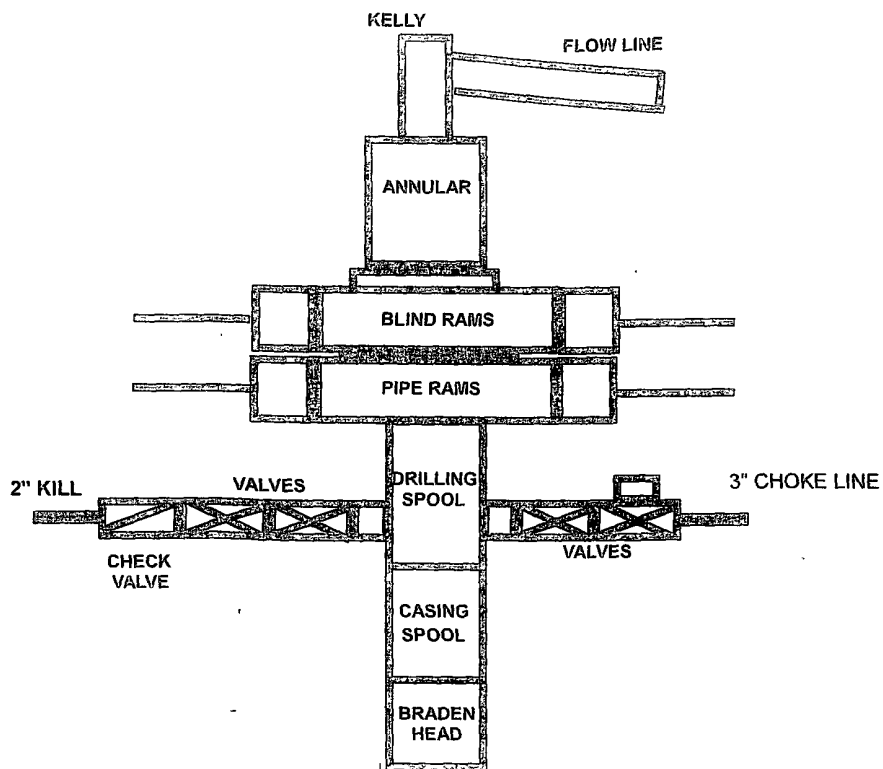 KELLY
FLOW LINE
ANNULAR
BLIND RAMS
PIPE RAMS
2" KILL
VALVES
DRILLING
SPOOL
3" CHOKE LINE
CHECK
VALVE
VALVES
CASING
SPOOL
BRADEN
HEAD